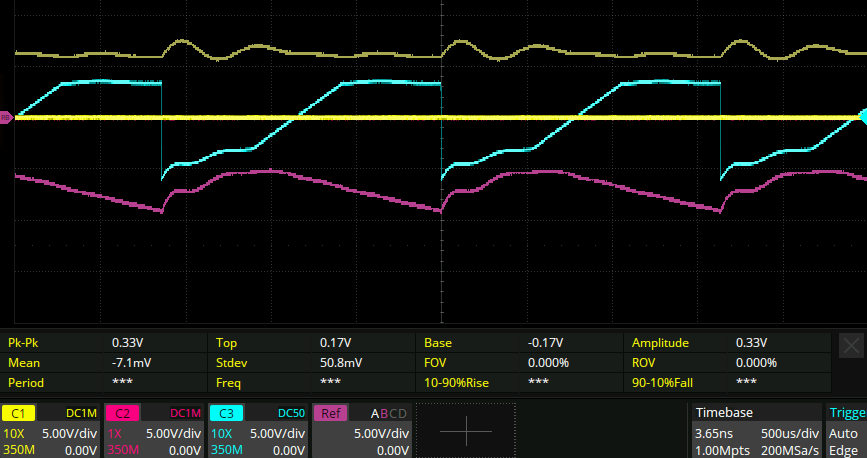 R0
Pk-Pk 0.33V Top 0.17V Base -0.17V Amplitude 0.33V
Mean -7.1mV Stdev 50.8mV FOV 0.000% ROV 0.000%
Period *** Freq *** 10-90%Rise *** 90-10%Fall ***
C1 DC1M C2 DC1M C3 DC50 Ref ABCD Timebase Trigge
10X 5.00V/div 1X 5.00V/div 10X 5.00V/div 5.00V/div 3.65ns 500us/div Auto
350M 0.00V 350M 0.00V 350M 0.00V 0.00V 1.00Mpts 200MSa/s Edge